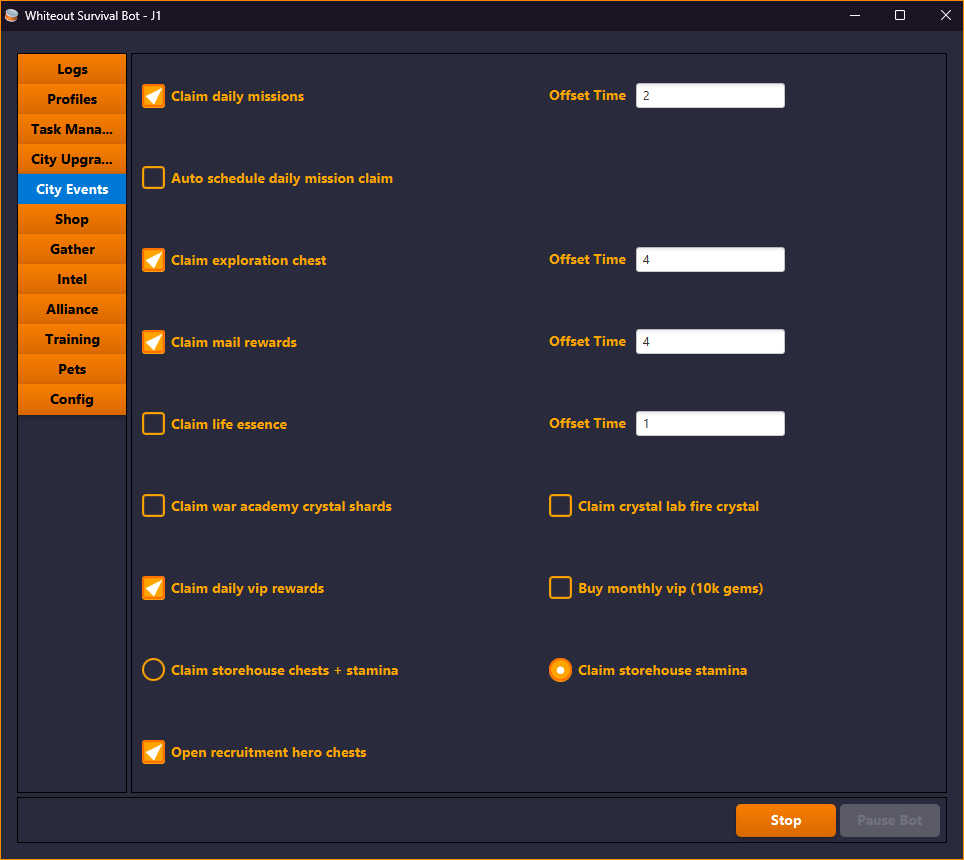 Whiteout Survival Bot - J1
Logs
Profiles
Task Mana...
City Upgra...
City Events
Shop
Gather
Intel
Alliance
Training
Pets
Config
Claim daily missions
Offset Time 2
Auto schedule daily mission claim
Claim exploration chest
Offset Time 4
Claim mail rewards
Offset Time 4
Claim life essence
Offset Time 1
Claim war academy crystal shards
Claim crystal lab fire crystal
Claim daily vip rewards
Buy monthly vip (10k gems)
Claim storehouse chests + stamina
Claim storehouse stamina
Open recruitment hero chests
Stop
Pause Bot